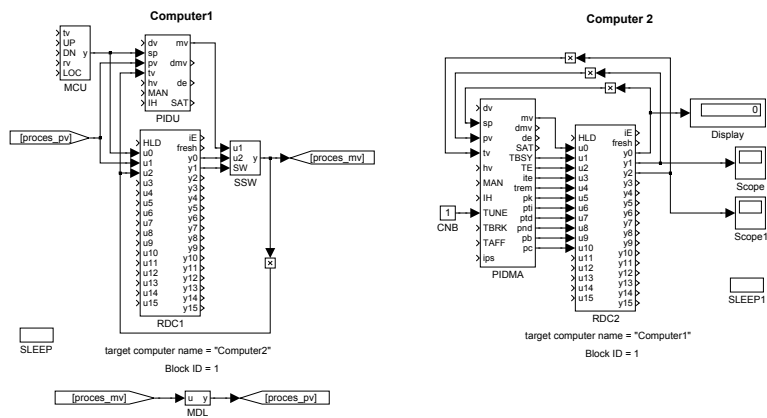 Computer1
tv
UP
DN
rv
LOC
y
MCU
dv
sp
pv
tv
hv
MAN
IH
mv
dmv
de
SAT
PIDU
[proces_pv]
HLD
u0
u1
u2
u3
u4
u5
u6
u7
u8
u9
u10
u11
u12
u13
u14
u15
iE
fresh
y0
y1
y2
y3
y4
y5
y6
y7
y8
y9
y10
y11
y12
y13
y14
y15
RDC1
u1
u2
SW
y
SSW
[proces_mv]
x
SLEEP
target computer name = "Computer2"
Block ID = 1
[proces_mv]
u y
MDL
[proces_pv]
Computer 2
x
x
x
dv
sp
pv
tv
hv
MAN
IH
TUNE
TBRK
TAFF
ips
mv
dmv
de
SAT
TBSY
TE
ite
trem
pk
pti
ptd
pnd
pb
pc
PIDMA
1
CNB
HLD
u0
u1
u2
u3
u4
u5
u6
u7
u8
u9
u10
u11
u12
u13
u14
u15
iE
fresh
y0
y1
y2
y3
y4
y5
y6
y7
y8
y9
y10
y11
y12
y13
y14
y15
RDC2
0
Display
Scope
Scope1
SLEEP1
target computer name = "Computer1"
Block ID = 1